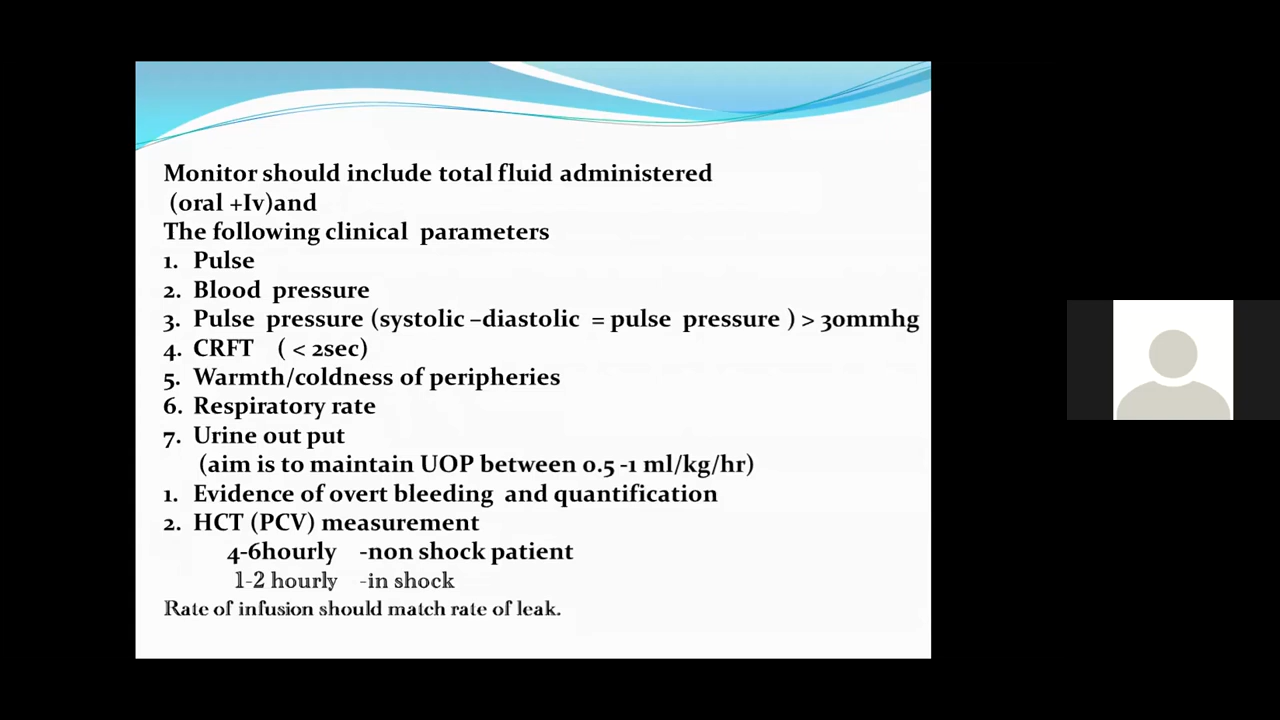 Monitor should include total fluid administered
(oral +Iv)and
The following clinical parameters
1. Pulse
2. Blood pressure
3. Pulse pressure (systolic –diastolic = pulse pressure ) > 30mmhg
4. CRFT ( < 2sec)
5. Warmth/coldness of peripheries
6. Respiratory rate
7. Urine out put
(aim is to maintain UOP between 0.5 -1 ml/kg/hr)
1. Evidence of overt bleeding and quantification
2. HCT (PCV) measurement
4-6hourly -non shock patient
1-2 hourly -in shock
Rate of infusion should match rate of leak.